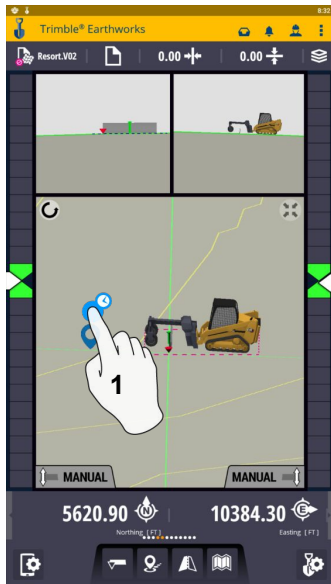 8:32
Trimble® Earthworks
Resort.V02 0.00 0.00
1
MANUAL MANUAL
5620.90 N 10384.30 E
Northing [FT] Easting [FT]